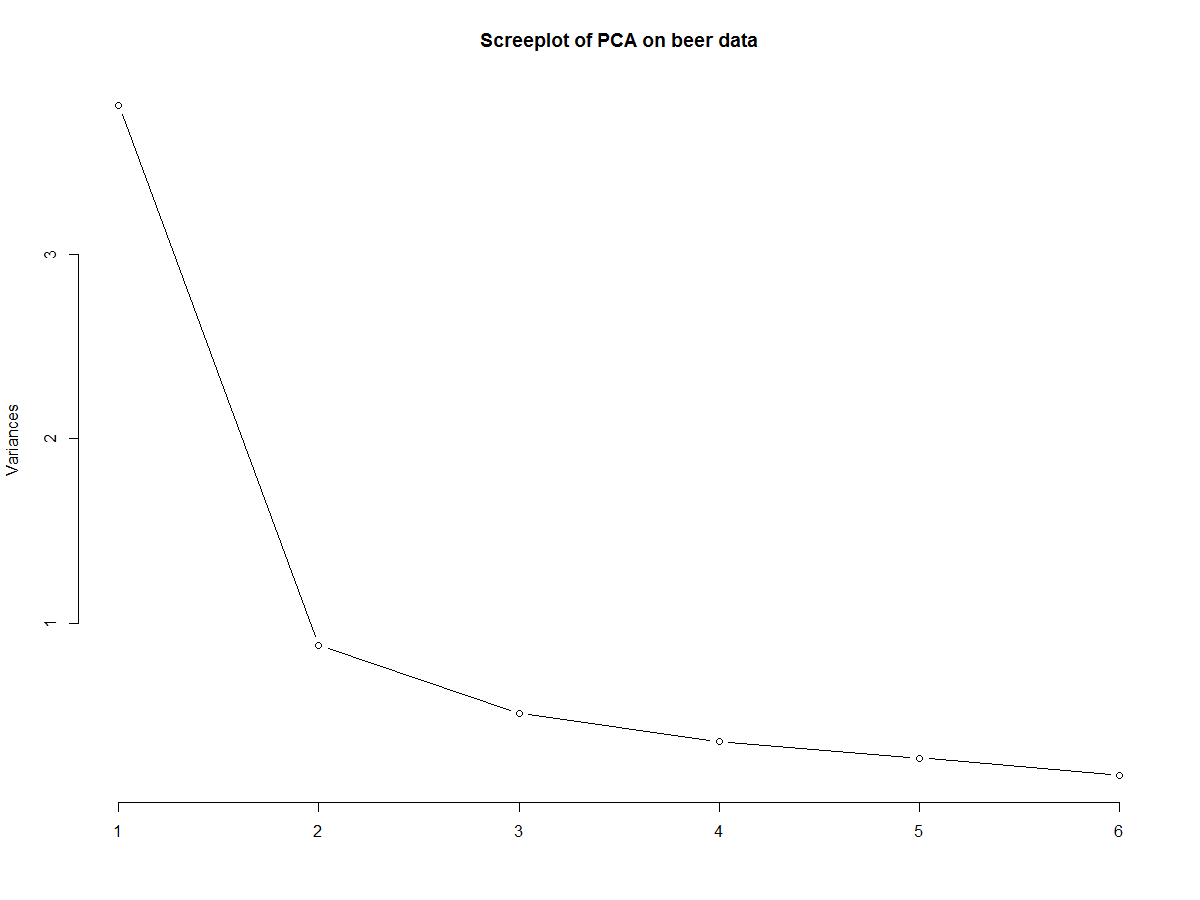 Screeplot of PCA on beer data
Variances
3
2
1
1 2 3 4 5 6